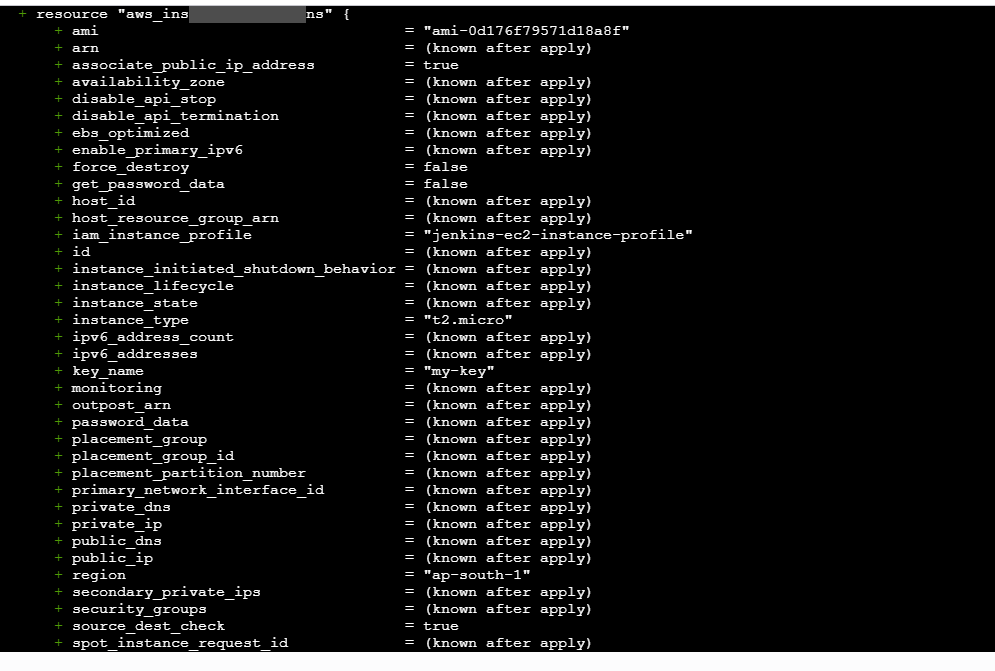 + resource "aws_ins ns" {
+ ami = "ami-0d176f79571d18a8f"
+ arn = (known after apply)
+ associate_public_ip_address = true
+ availability_zone = (known after apply)
+ disable_api_stop = (known after apply)
+ disable_api_termination = (known after apply)
+ ebs_optimized = (known after apply)
+ enable_primary_ipv6 = (known after apply)
+ force_destroy = false
+ get_password_data = false
+ host_id = (known after apply)
+ host_resource_group_arn = (known after apply)
+ iam_instance_profile = "jenkins-ec2-instance-profile"
+ id = (known after apply)
+ instance_initiated_shutdown_behavior = (known after apply)
+ instance_lifecycle = (known after apply)
+ instance_state = (known after apply)
+ instance_type = "t2.micro"
+ ipv6_address_count = (known after apply)
+ ipv6_addresses = (known after apply)
+ key_name = "my-key"
+ monitoring = (known after apply)
+ outpost_arn = (known after apply)
+ password_data = (known after apply)
+ placement_group = (known after apply)
+ placement_group_id = (known after apply)
+ placement_partition_number = (known after apply)
+ primary_network_interface_id = (known after apply)
+ private_dns = (known after apply)
+ private_ip = (known after apply)
+ public_dns = (known after apply)
+ public_ip = (known after apply)
+ region = "ap-south-1"
+ secondary_private_ips = (known after apply)
+ security_groups = (known after apply)
+ source_dest_check = true
+ spot_instance_request_id = (known after apply)